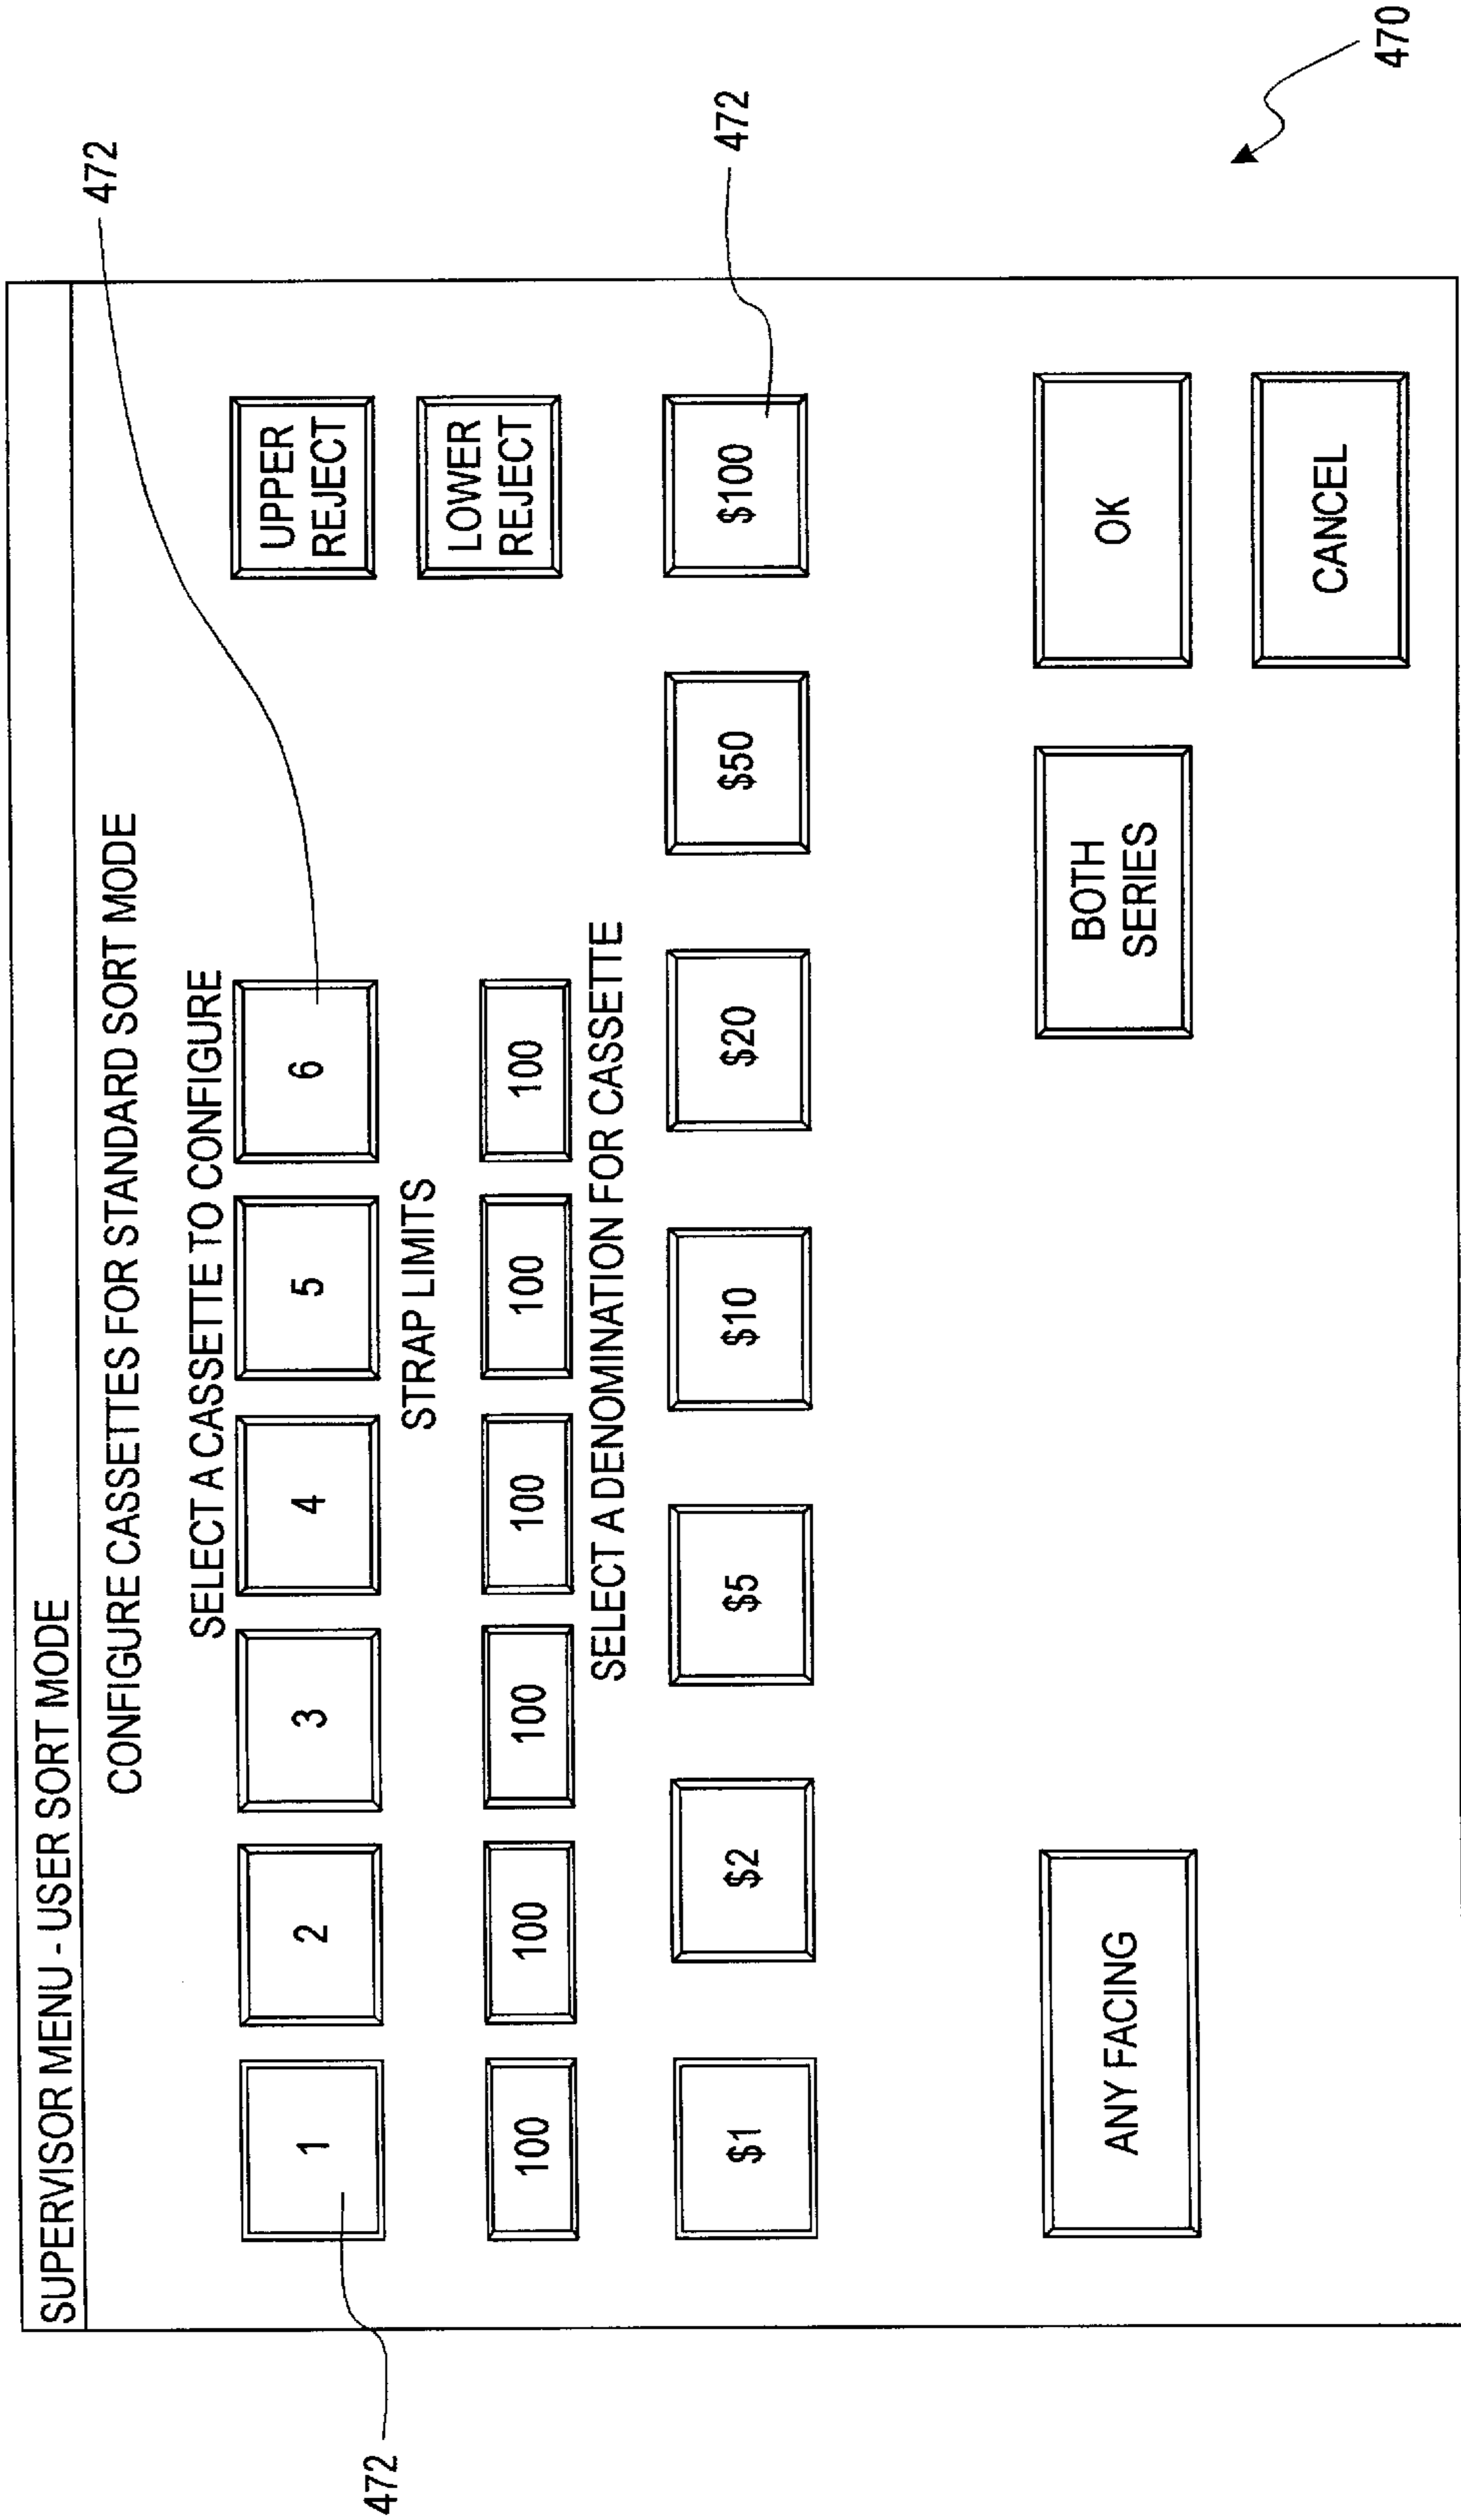 SUPERVISOR MENU - USER SORT MODE
CONFIGURE CASSETTES FOR STANDARD SORT MODE
472
SELECT A CASSETTE TO CONFIGURE
1 2 3 4 5 6
UPPER
REJECT
472
STRAP LIMITS
LOWER
REJECT
100 100 100 100 100 100
SELECT A DENOMINATION FOR CASSETTE
$1 $2 $5 $10 $20 $50 $100
472
ANY FACING
BOTH
SERIES
OK
CANCEL
470